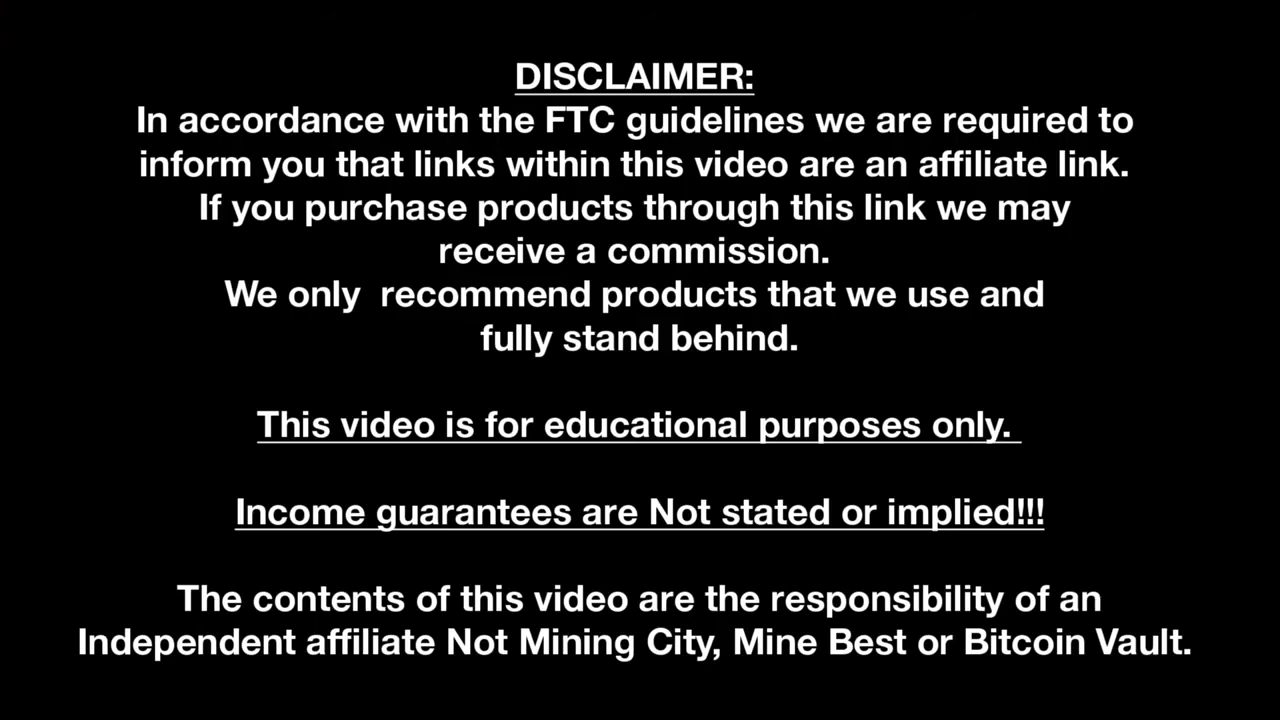 DISCLAIMER:
In accordance with the FTC guidelines we are required to
inform you that links within this video are an affiliate link.
If you purchase products through this link we may
receive a commission.
We only  recommend products that we use and
fully stand behind.
This video is for educational purposes only.
Income guarantees are Not stated or implied!!!
The contents of this video are the responsibility of an
Independent affiliate Not Mining City, Mine Best or Bitcoin Vault.